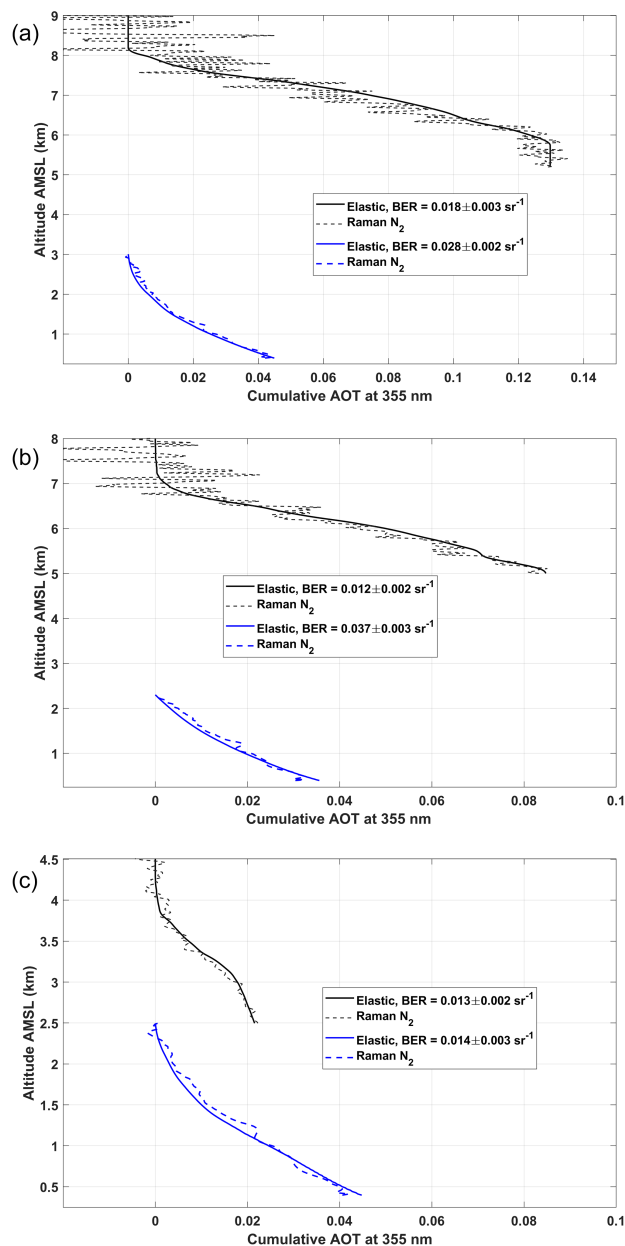 (a)
9
8
7
6
5
4
3
2
1
Altitude AMSL (km)
Elastic, BER = 0.018±0.003 sr⁻¹
Raman N₂
Elastic, BER = 0.028±0.002 sr⁻¹
Raman N₂
0 0.02 0.04 0.06 0.08 0.1 0.12 0.14
Cumulative AOT at 355 nm
(b)
8
7
6
5
4
3
2
1
Altitude AMSL (km)
Elastic, BER = 0.012±0.002 sr⁻¹
Raman N₂
Elastic, BER = 0.037±0.003 sr⁻¹
Raman N₂
0 0.02 0.04 0.06 0.08 0.1
Cumulative AOT at 355 nm
(c)
4.5
4
3.5
3
2.5
2
1.5
1
0.5
Altitude AMSL (km)
Elastic, BER = 0.013±0.002 sr⁻¹
Raman N₂
Elastic, BER = 0.014±0.003 sr⁻¹
Raman N₂
0 0.02 0.04 0.06 0.08 0.1
Cumulative AOT at 355 nm